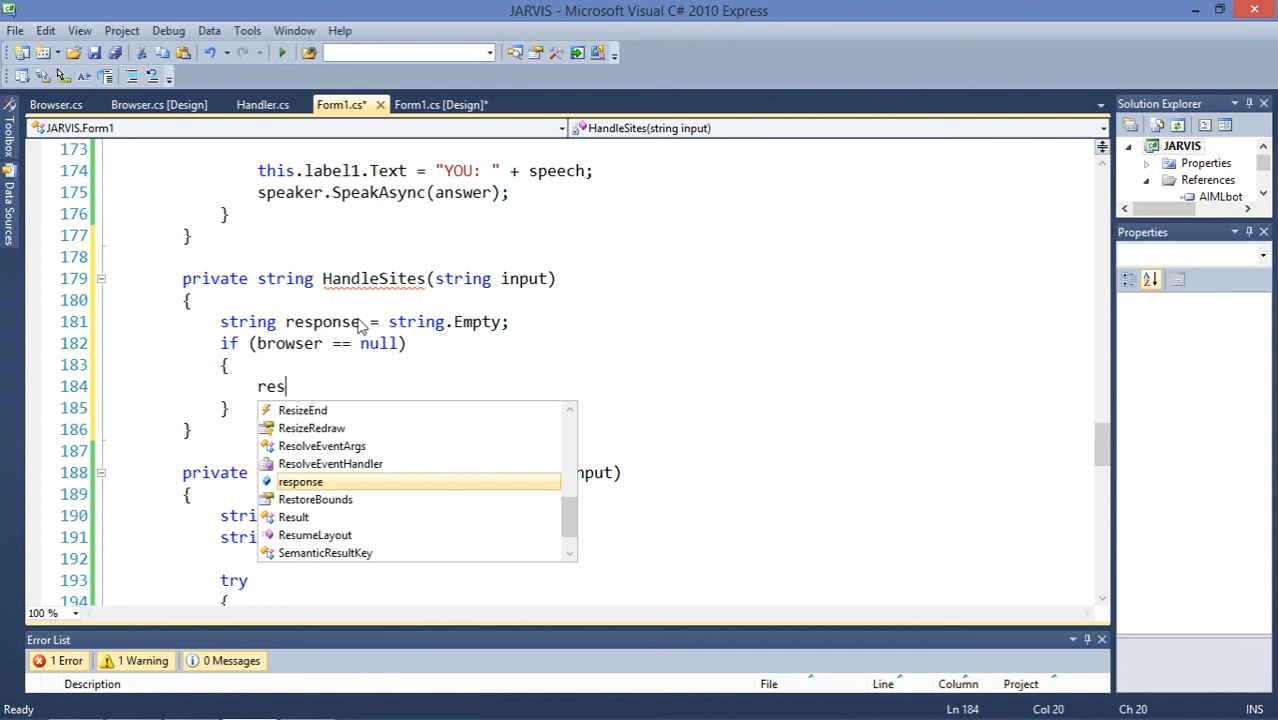 JARVIS - Microsoft Visual C# 2010 Express
File Edit View Project Debug Data Tools Window Help
Browser.cs Browser.cs [Design] Handler.cs Form1.cs* Form1.cs [Design]*
Solution Explorer
JARVIS.Form1 HandleSites(string input)
JARVIS
Properties
References
AIMLbot
Properties
Toolbox
Data Sources
173
174 this.label1.Text = "YOU: " + speech;
175 speaker.SpeakAsync(answer);
176 }
177 }
178
179 private string HandleSites(string input)
180 {
181 string response = string.Empty;
182 if (browser == null)
183 {
184 res
185 }
186 }
187
188 private nput)
189 {
190 stri
191 stri
192
193 try
194 {
ResizeEnd
ResizeRedraw
ResolveEventArgs
ResolveEventHandler
response
RestoreBounds
Result
ResumeLayout
SemanticResultKey
100 %
Error List
1 Error 1 Warning 0 Messages
Description File Line Column Project
Ready Ln 184 Col 20 Ch 20 INS